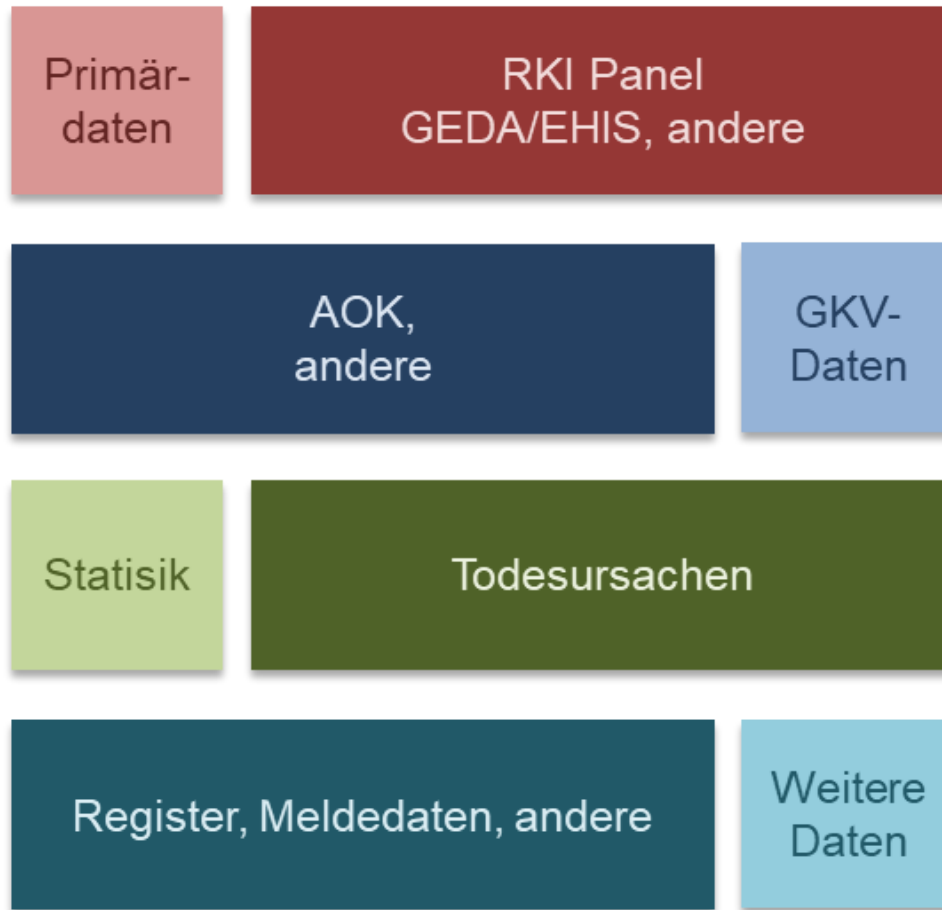 Primär-
daten
RKI Panel
GEDA/EHIS, andere
AOK,
andere
GKV-
Daten
Statisik
Todesursachen
Register, Meldedaten, andere
Weitere
Daten